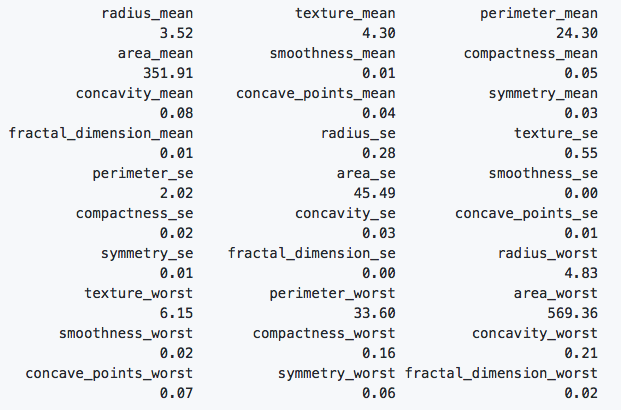 radius_mean texture_mean perimeter_mean
3.52 4.30 24.30
area_mean smoothness_mean compactness_mean
351.91 0.01 0.05
concavity_mean concave_points_mean symmetry_mean
0.08 0.04 0.03
fractal_dimension_mean radius_se texture_se
0.01 0.28 0.55
perimeter_se area_se smoothness_se
2.02 45.49 0.00
compactness_se concavity_se concave_points_se
0.02 0.03 0.01
symmetry_se fractal_dimension_se radius_worst
0.01 0.00 4.83
texture_worst perimeter_worst area_worst
6.15 33.60 569.36
smoothness_worst compactness_worst concavity_worst
0.02 0.16 0.21
concave_points_worst symmetry_worst fractal_dimension_worst
0.07 0.06 0.02